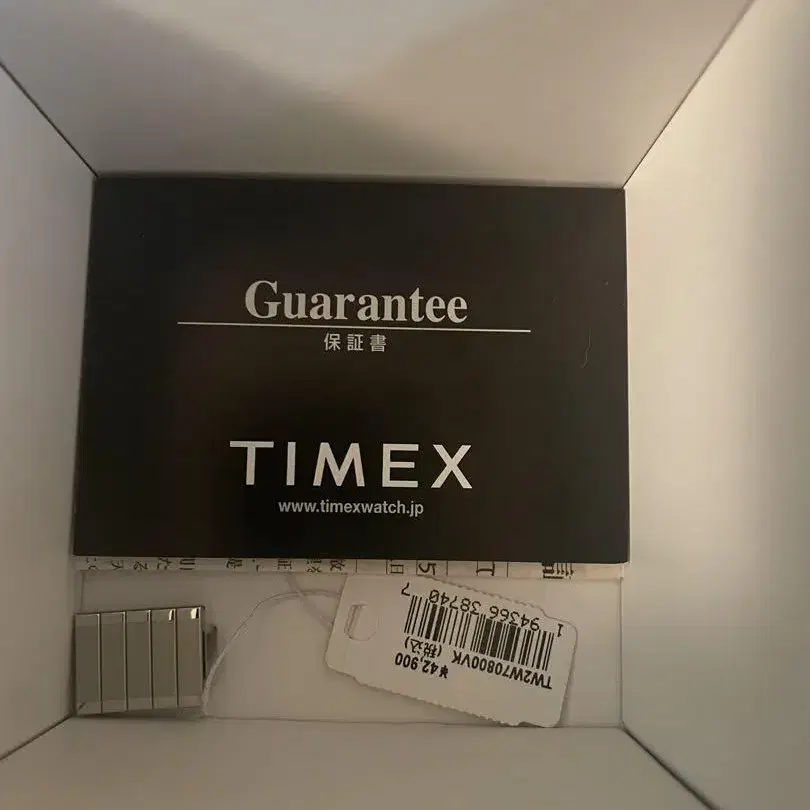 Guarantee
保証書
TIMEX
www.timexwatch.jp
TW2W70800VK
¥42,900
(税込)
1 94366 38740 7